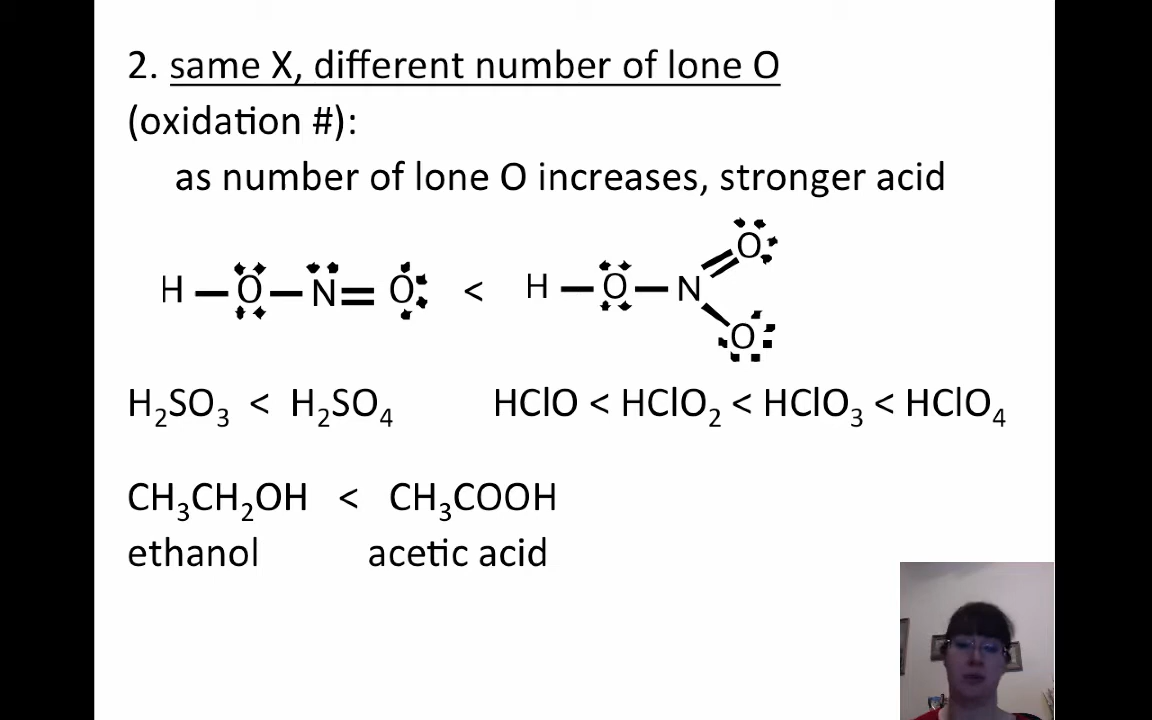 2. same X, different number of lone O
(oxidation #):
as number of lone O increases, stronger acid
H—O—N=O < H—O—N=O
O
H₂SO₃ < H₂SO₄ HClO < HClO₂ < HClO₃ < HClO₄
CH₃CH₂OH < CH₃COOH
ethanol acetic acid